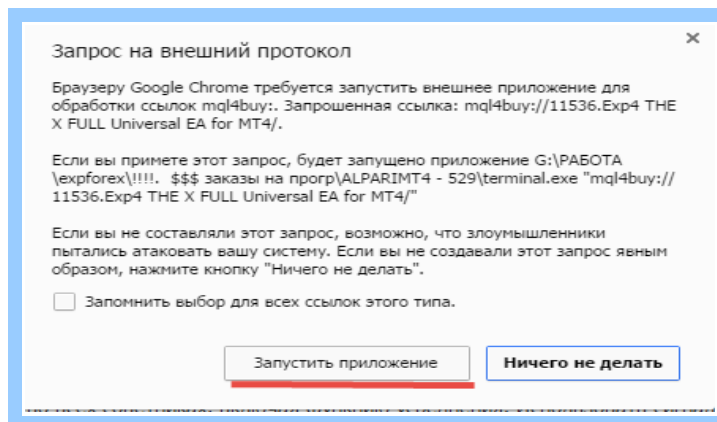 Запрос на внешний протокол
Браузеру Google Chrome требуется запустить внешнее приложение для
обработки ссылок mql4buy:. Запрошенная ссылка: mql4buy://11536.Exp4 THE
X FULL Universal EA for MT4/.
Если вы примете этот запрос, будет запущено приложение G:\РАБОТА
\expforex\!!!!.  $$$ заказы на прогр\ALPARIMT4 - 529\terminal.exe "mql4buy://
11536.Exp4 THE X FULL Universal EA for MT4/"
Если вы не составляли этот запрос, возможно, что злоумышленники
пытались атаковать вашу систему. Если вы не создавали этот запрос явным
образом, нажмите кнопку "Ничего не делать".
Запомнить выбор для всех ссылок этого типа.
Запустить приложение
Ничего не делать